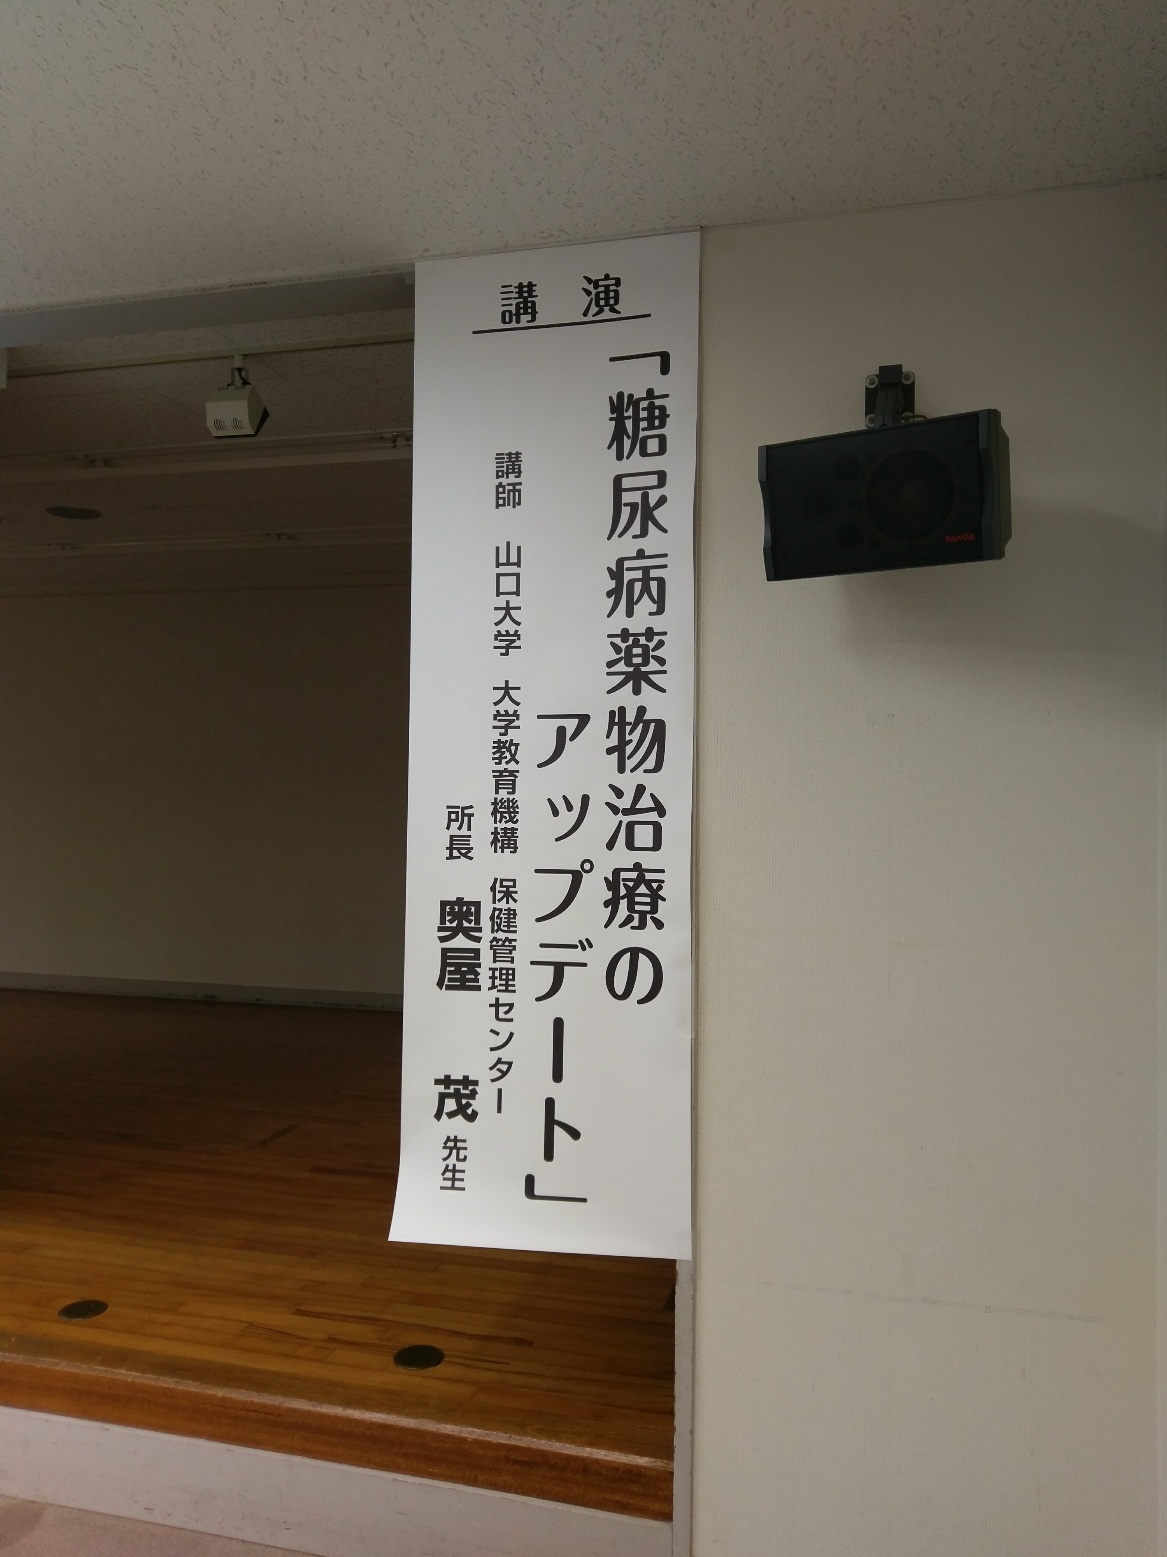 講演
「糖尿病薬物治療の
アップデート」
講師 山口大学 大学教育機構 保健管理センター
所長 奥屋 茂 先生
RAMSA